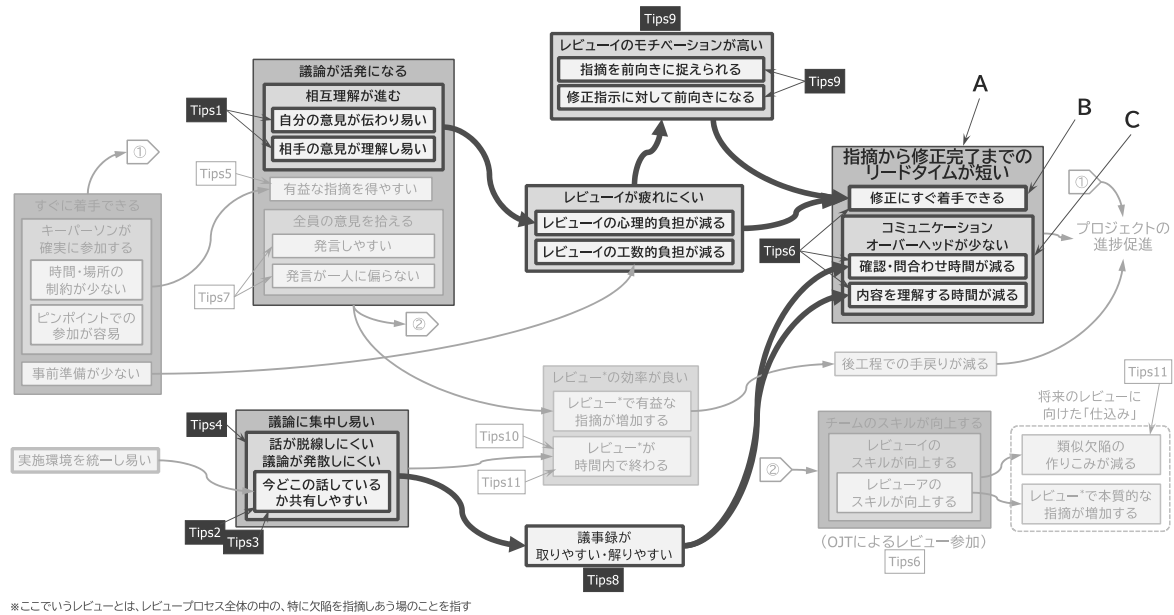 Tips9
レビューイのモチベーションが高い
指摘を前向きに捉えられる
修正指示に対して前向きになる
Tips9
議論が活発になる
相互理解が進む
自分の意見が伝わり易い
相手の意見が理解し易い
Tips1
Tips5
有益な指摘を得やすい
全員の意見を拾える
発言しやすい
発言が一人に偏らない
Tips7
①
すぐに着手できる
キーパーソンが
確実に参加する
時間・場所の
制約が少ない
ピンポイントでの
参加が容易
事前準備が少ない
②
レビューイが疲れにくい
レビューイの心理的負担が減る
レビューイの工数的負担が減る
A
B
C
指摘から修正完了までの
リードタイムが短い
修正にすぐ着手できる
コミュニケーション
オーバーヘッドが少ない
確認・問合わせ時間が減る
内容を理解する時間が減る
Tips6
①
プロジェクトの
進捗促進
後工程での手戻りが減る
レビュー*の効率が良い
レビュー*で有益な
指摘が増加する
レビュー*が
時間内で終わる
Tips10
Tips11
Tips4
議論に集中し易い
話が脱線しにくい
議論が発散しにくい
今どこの話している
か共有しやすい
Tips2
Tips3
実施環境を統一し易い
議事録が
取りやすい・解りやすい
Tips8
②
チームのスキルが向上する
レビューイの
スキルが向上する
レビューアの
スキルが向上する
（OJTによるレビュー参加）
Tips6
Tips11
将来のレビューに
向けた「仕込み」
類似欠陥の
作りこみが減る
レビュー*で本質的な
指摘が増加する
※ここでいうレビューとは、レビュープロセス全体の中の、特に欠陥を指摘しあう場のことを指す